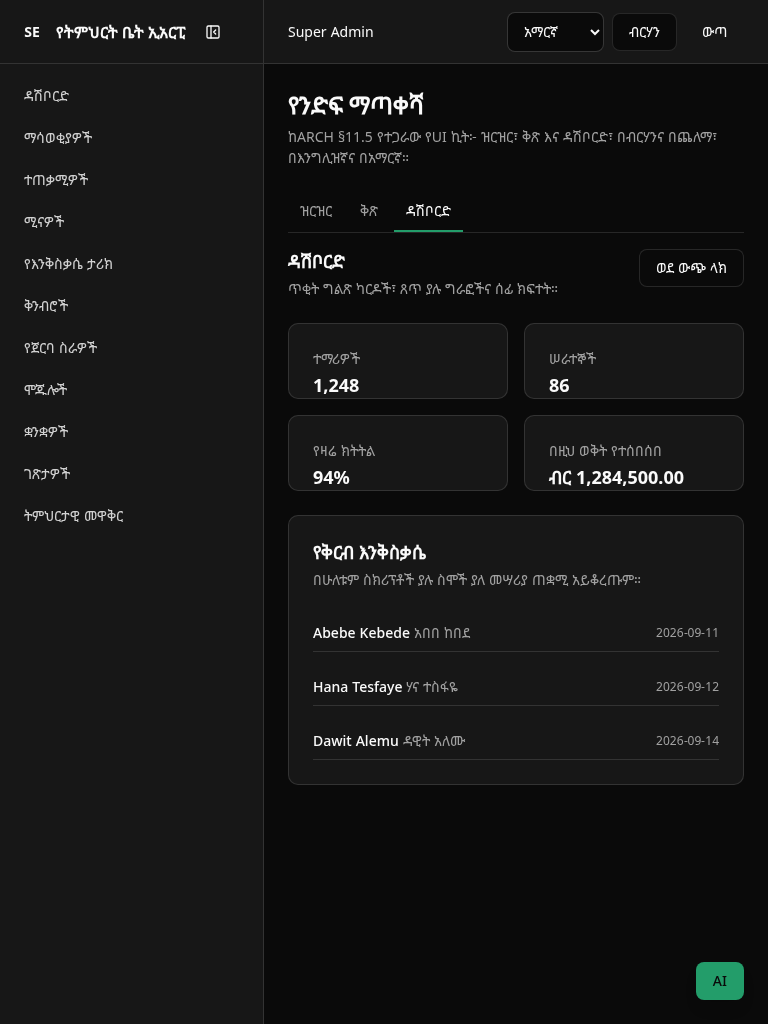 SE የትምህርት ቤት ኢአርፒ
Super Admin
አማርኛ
ብርሃን
ውጣ
ዳሽቦርድ
ማሳወቂያዎች
ተጠቃሚዎች
ሚናዎች
የእንቅስቃሴ ታሪክ
ቅንብሮች
የጀርባ ስራዎች
ሞጁሎች
ቋንቋዎች
ገጽታዎች
ትምህርታዊ መዋቅር
የንድፍ ማጣቀሻ
ከARCH §11.5 የተጋራው የUI ኪት፦ ዝርዝር፣ ቅጽ እና ዳሽቦርድ፣ በብርሃንና በጨለማ፣
በእንግሊዝኛና በአማርኛ።
ዝርዝር
ቅጽ
ዳሽቦርድ
ዳሽቦርድ
ጥቂት ግልጽ ካርዶች፣ ጸጥ ያሉ ግራፎችና ሰፊ ክፍተት።
ወደ ውጭ ላክ
ተማሪዎች
1,248
ሠራተኞች
86
የዛሬ ክትትል
94%
በዚህ ወቅት የተሰበሰበ
ብር 1,284,500.00
የቅርብ እንቅስቃሴ
በሁለቱም ስክሪፕቶች ያሉ ስሞች ያለ መሣሪያ ጠቋሚ አይቆረጡም።
Abebe Kebede አበበ ከበደ 2026-09-11
Hana Tesfaye ሃና ተስፋዬ 2026-09-12
Dawit Alemu ዳዊት አለሙ 2026-09-14
AI